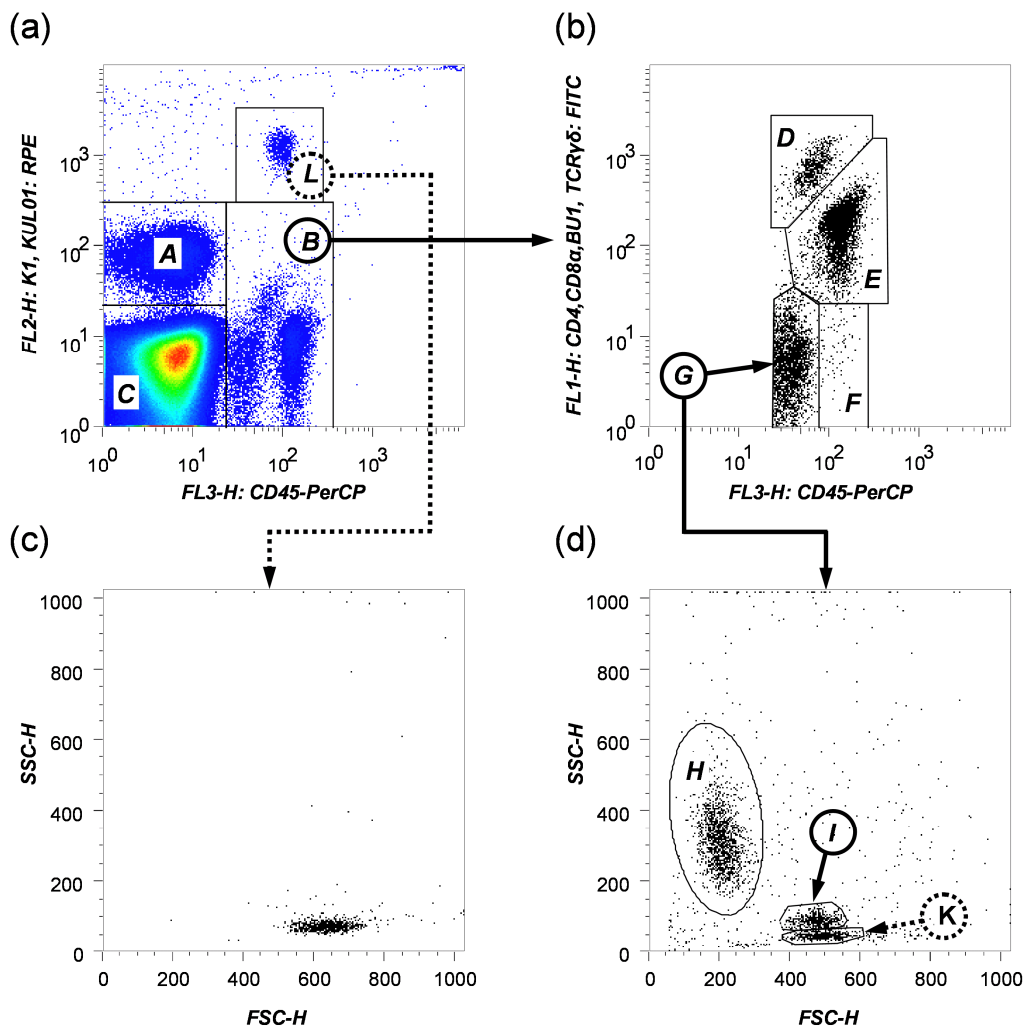 (a)
FL2-H: K1, KUL01: RPE
10³
10²
10¹
10⁰
L
A
B
C
10⁰ 10¹ 10² 10³
FL3-H: CD45-PerCP
(b)
FL1-H: CD4,CD8α,BU1, TCRγδ: FITC
10³
10²
10¹
10⁰
D
E
G
F
10⁰ 10¹ 10² 10³
FL3-H: CD45-PerCP
(c)
SSC-H
1000
800
600
400
200
0
0 200 400 600 800 1000
FSC-H
(d)
SSC-H
1000
800
600
400
200
0
H
I
K
0 200 400 600 800 1000
FSC-H